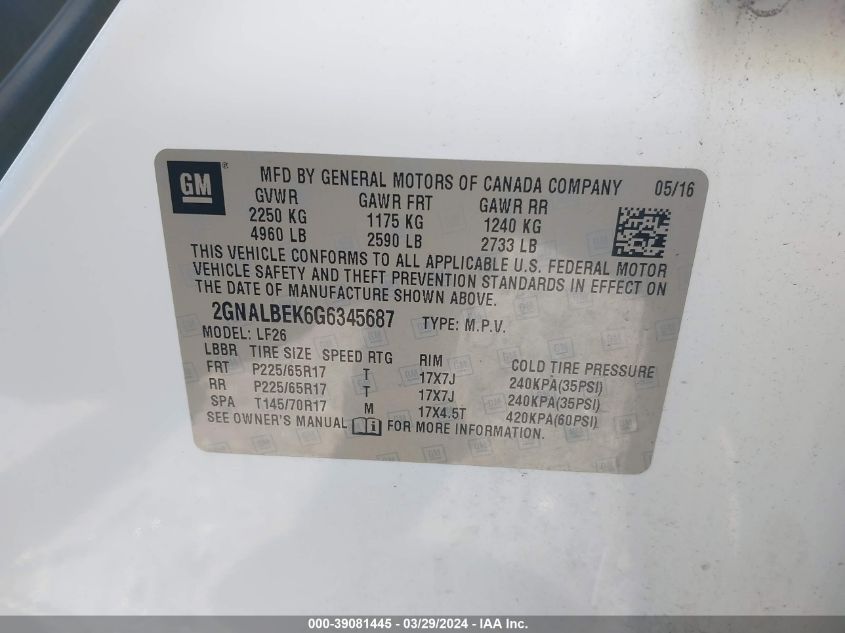 GM ® MFD BY GENERAL MOTORS OF CANADA COMPANY 05/16
GVWR GAWR FRT GAWR RR
2250 KG 1175 KG 1240 KG
4960 LB 2590 LB 2733 LB
THIS VEHICLE CONFORMS TO ALL APPLICABLE U.S. FEDERAL MOTOR
VEHICLE SAFETY AND THEFT PREVENTION STANDARDS IN EFFECT ON
THE DATE OF MANUFACTURE SHOWN ABOVE.
2GNALBEK6G6345687 TYPE: M.P.V.
MODEL: LF26
LBBR TIRE SIZE SPEED RTG RIM COLD TIRE PRESSURE
FRT P225/65R17 T 17X7J 240KPA(35PSI)
RR P225/65R17 T 17X7J 240KPA(35PSI)
SPA T145/70R17 M 17X4.5T 420KPA(60PSI)
SEE OWNER'S MANUAL FOR MORE INFORMATION.
000-39081445 - 03/29/2024 - IAA Inc.